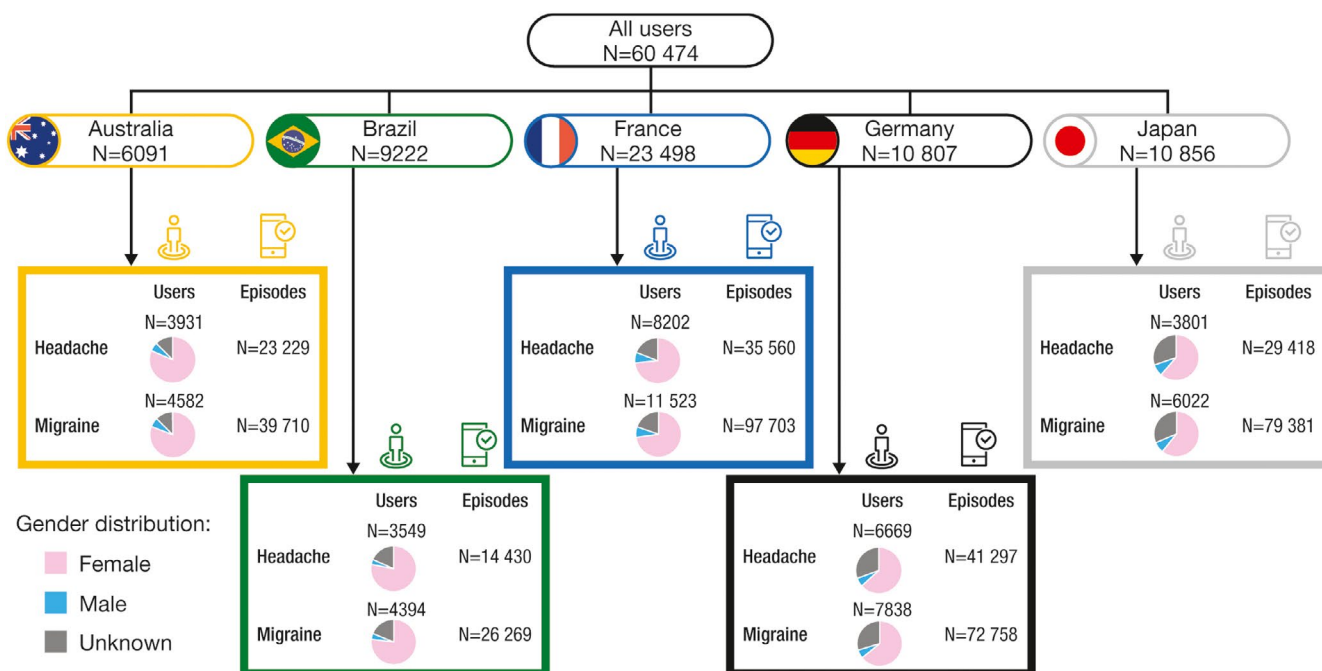 All users
N=60 474
Australia
N=6091
Brazil
N=9222
France
N=23 498
Germany
N=10 807
Japan
N=10 856
Users Episodes
N=3931
Headache N=23 229
N=4582
Migraine N=39 710
Users Episodes
N=8202
Headache N=35 560
N=11 523
Migraine N=97 703
Users Episodes
N=3801
Headache N=29 418
N=6022
Migraine N=79 381
Users Episodes
N=3549
Headache N=14 430
N=4394
Migraine N=26 269
Users Episodes
N=6669
Headache N=41 297
N=7838
Migraine N=72 758
Gender distribution:
Female
Male
Unknown